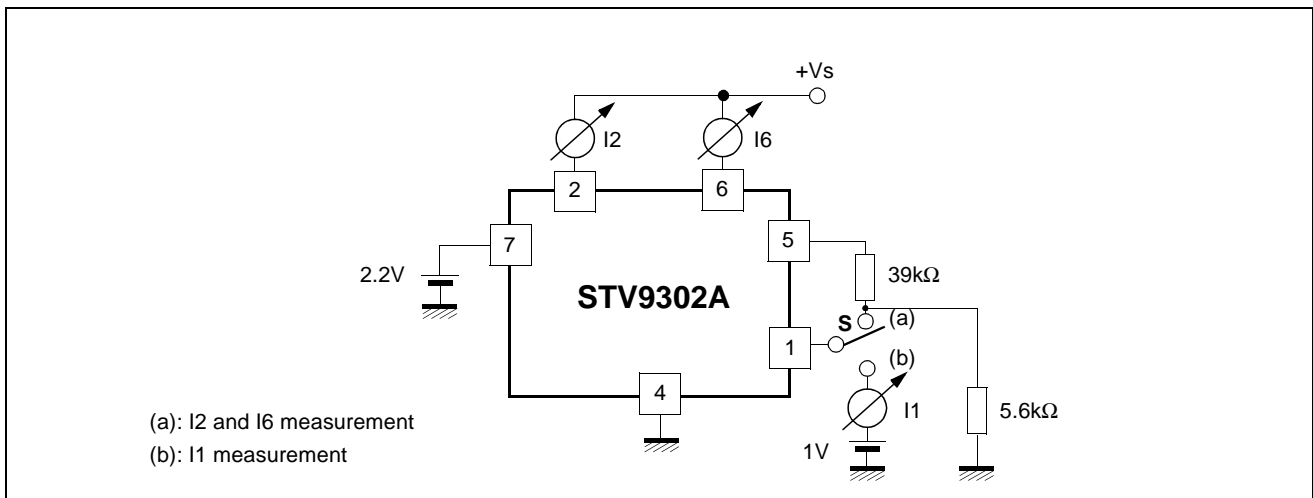 +Vs
I2
I6
2
6
7
5
2.2V
39kΩ
STV9302A
S
(a)
1
(b)
4
I1
5.6kΩ
1V
(a): I2 and I6 measurement
(b): I1 measurement